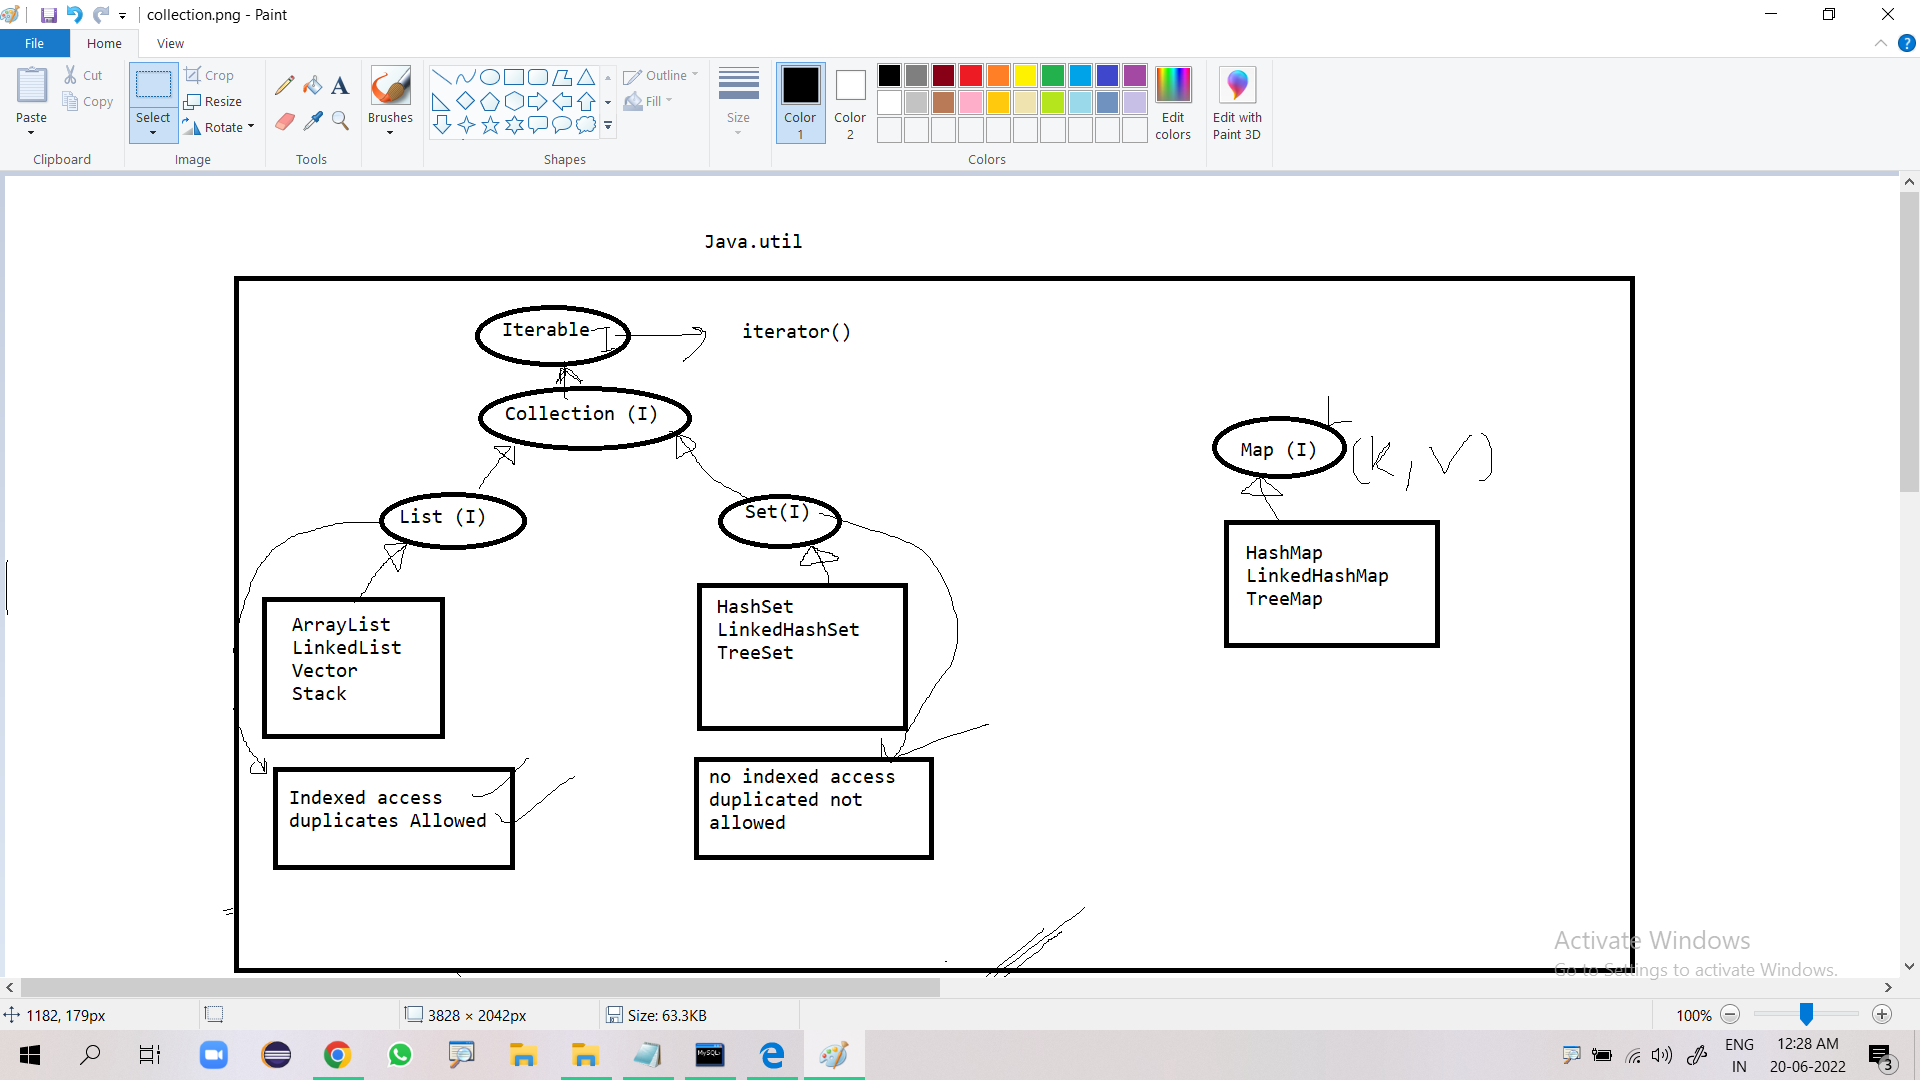 collection.png - Paint
File Home View
Paste
Cut
Copy
Clipboard
Select
Crop
Resize
Rotate
Image
Tools
Brushes
Shapes
Outline
Fill
Size
Color 1
Color 2
Edit colors
Edit with Paint 3D
Colors
Java.util
Iterable I
iterator()
Collection (I)
List (I)
Set(I)
Map (I) (K, V)
ArrayList
LinkedList
Vector
Stack
HashSet
LinkedHashSet
TreeSet
HashMap
LinkedHashMap
TreeMap
Indexed access
duplicates Allowed
no indexed access
duplicated not
allowed
Activate Windows
Go to Settings to activate Windows.
1182, 179px
3828 × 2042px
Size: 63.3KB
100%
MySQL
ENG
IN
12:28 AM
20-06-2022
3